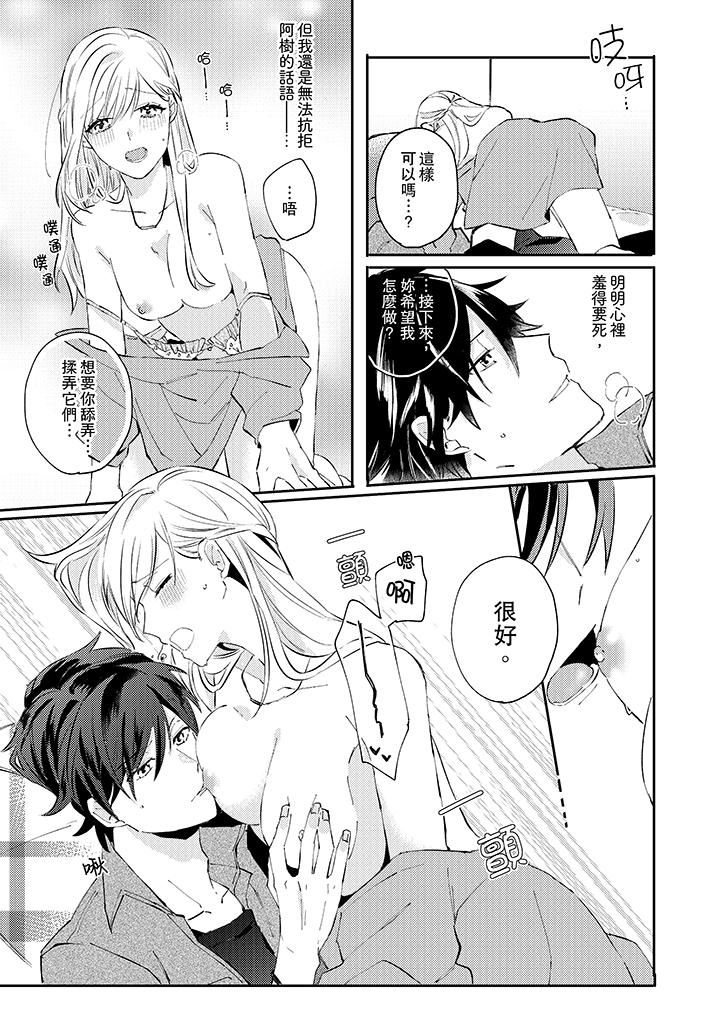 吱呀…
這樣
可以嗎…?
明明心裡
羞得要死,
…接下來,
妳希望我
怎麼做?
但我還是無法抗拒
阿樹的話語───…
哈──
哈──
…唔
噗通
噗通
想要你舔弄…
揉弄它們…
很好。
嗯
啊
一顫
一顫
啾